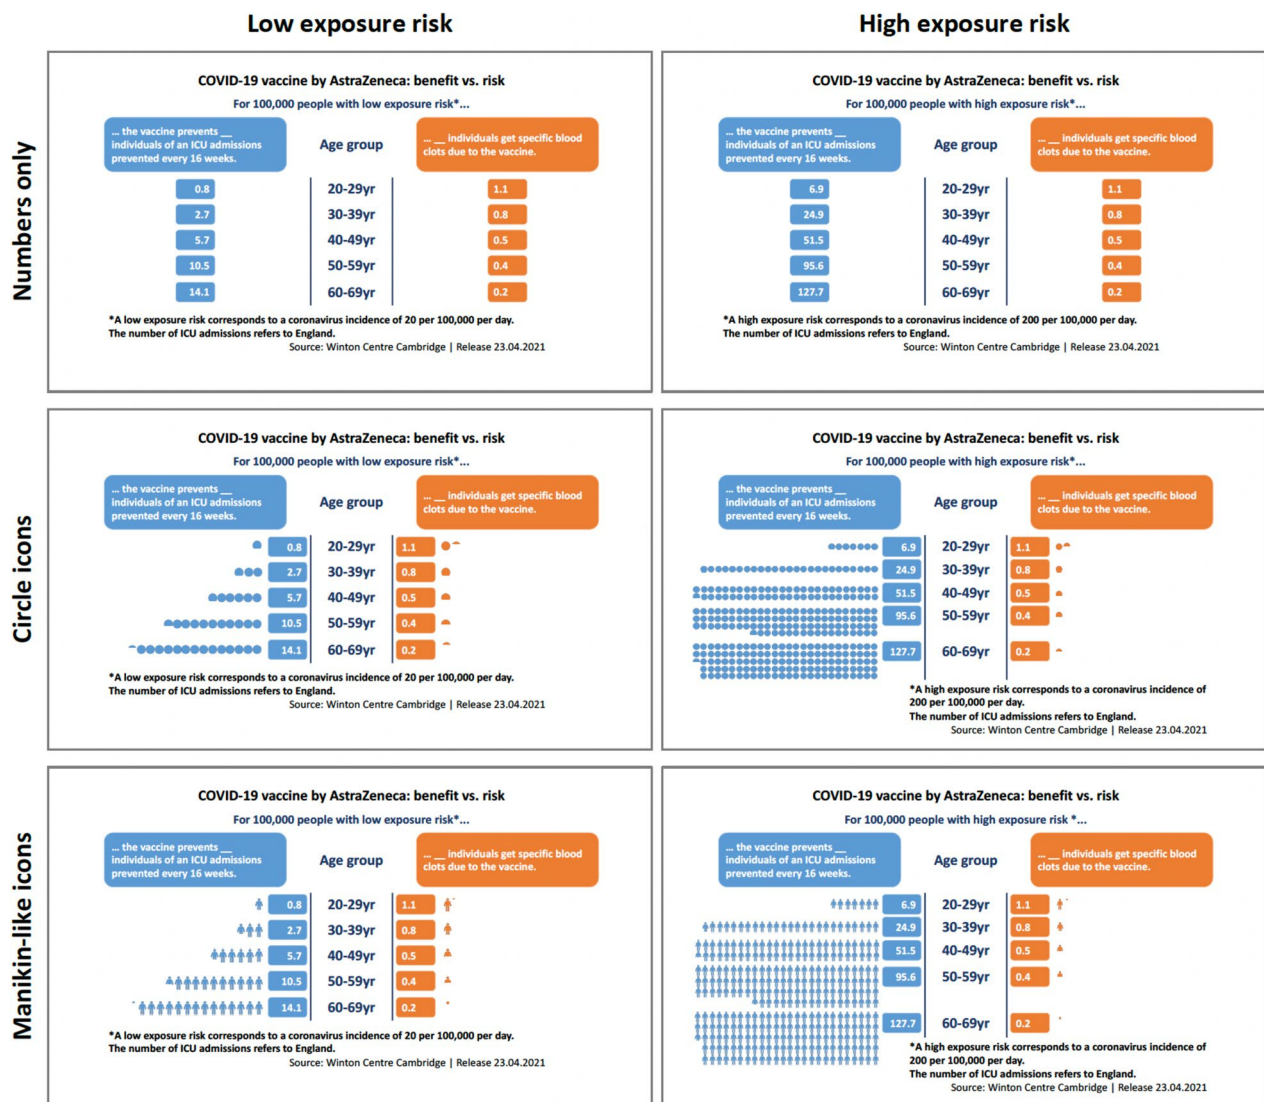 Low exposure risk
High exposure risk
Numbers only
COVID-19 vaccine by AstraZeneca: benefit vs. risk
For 100,000 people with low exposure risk*...
... the vaccine prevents __
individuals of an ICU admissions
prevented every 16 weeks.
Age group
... __ individuals get specific blood
clots due to the vaccine.
0.8 20-29yr 1.1
2.7 30-39yr 0.8
5.7 40-49yr 0.5
10.5 50-59yr 0.4
14.1 60-69yr 0.2
*A low exposure risk corresponds to a coronavirus incidence of 20 per 100,000 per day.
The number of ICU admissions refers to England.
Source: Winton Centre Cambridge | Release 23.04.2021
COVID-19 vaccine by AstraZeneca: benefit vs. risk
For 100,000 people with high exposure risk*...
... the vaccine prevents __
individuals of an ICU admissions
prevented every 16 weeks.
Age group
... __ individuals get specific blood
clots due to the vaccine.
6.9 20-29yr 1.1
24.9 30-39yr 0.8
51.5 40-49yr 0.5
95.6 50-59yr 0.4
127.7 60-69yr 0.2
*A high exposure risk corresponds to a coronavirus incidence of 200 per 100,000 per day.
The number of ICU admissions refers to England.
Source: Winton Centre Cambridge | Release 23.04.2021
Circle icons
COVID-19 vaccine by AstraZeneca: benefit vs. risk
For 100,000 people with low exposure risk*...
... the vaccine prevents __
individuals of an ICU admissions
prevented every 16 weeks.
Age group
... __ individuals get specific blood
clots due to the vaccine.
0.8 20-29yr 1.1
2.7 30-39yr 0.8
5.7 40-49yr 0.5
10.5 50-59yr 0.4
14.1 60-69yr 0.2
*A low exposure risk corresponds to a coronavirus incidence of 20 per 100,000 per day.
The number of ICU admissions refers to England.
Source: Winton Centre Cambridge | Release 23.04.2021
COVID-19 vaccine by AstraZeneca: benefit vs. risk
For 100,000 people with high exposure risk*...
... the vaccine prevents __
individuals of an ICU admissions
prevented every 16 weeks.
Age group
... __ individuals get specific blood
clots due to the vaccine.
6.9 20-29yr 1.1
24.9 30-39yr 0.8
51.5 40-49yr 0.5
95.6 50-59yr 0.4
127.7 60-69yr 0.2
*A high exposure risk corresponds to a coronavirus incidence of
200 per 100,000 per day.
The number of ICU admissions refers to England.
Source: Winton Centre Cambridge | Release 23.04.2021
Manikin-like icons
COVID-19 vaccine by AstraZeneca: benefit vs. risk
For 100,000 people with low exposure risk*...
... the vaccine prevents __
individuals of an ICU admissions
prevented every 16 weeks.
Age group
... __ individuals get specific blood
clots due to the vaccine.
0.8 20-29yr 1.1
2.7 30-39yr 0.8
5.7 40-49yr 0.5
10.5 50-59yr 0.4
14.1 60-69yr 0.2
*A low exposure risk corresponds to a coronavirus incidence of 20 per 100,000 per day.
The number of ICU admissions refers to England.
Source: Winton Centre Cambridge | Release 23.04.2021
COVID-19 vaccine by AstraZeneca: benefit vs. risk
For 100,000 people with high exposure risk *...
... the vaccine prevents __
individuals of an ICU admissions
prevented every 16 weeks.
Age group
... __ individuals get specific blood
clots due to the vaccine.
6.9 20-29yr 1.1
24.9 30-39yr 0.8
51.5 40-49yr 0.5
95.6 50-59yr 0.4
127.7 60-69yr 0.2
*A high exposure risk corresponds to a coronavirus incidence of
200 per 100,000 per day.
The number of ICU admissions refers to England.
Source: Winton Centre Cambridge | Release 23.04.2021